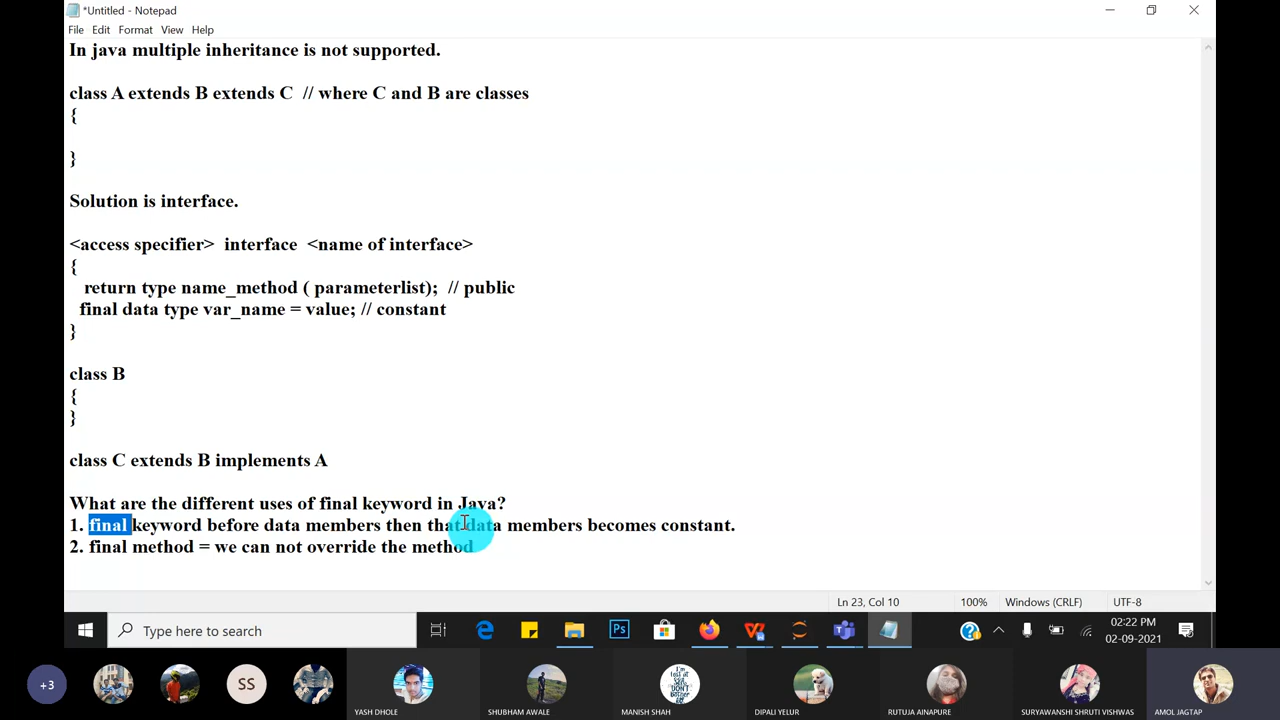 *Untitled - Notepad
File Edit Format View Help
In java multiple inheritance is not supported.
class A extends B extends C // where C and B are classes
{
}
Solution is interface.
<access specifier> interface <name of interface>
{
return type name_method ( parameterlist); // public
final data type var_name = value; // constant
}
class B
{
}
class C extends B implements A
What are the different uses of final keyword in Java?
1. final keyword before data members then that data members becomes constant.
2. final method = we can not override the method
Ln 23, Col 10 100% Windows (CRLF) UTF-8
Type here to search
Ps
02:22 PM
02-09-2021
+3
SS
YASH DHOLE
SHUBHAM AWALE
MANISH SHAH
DIPALI YELUR
RUTUJA AINAPURE
SURYAWANSHI SHRUTI VISHWAS
AMOL JAGTAP